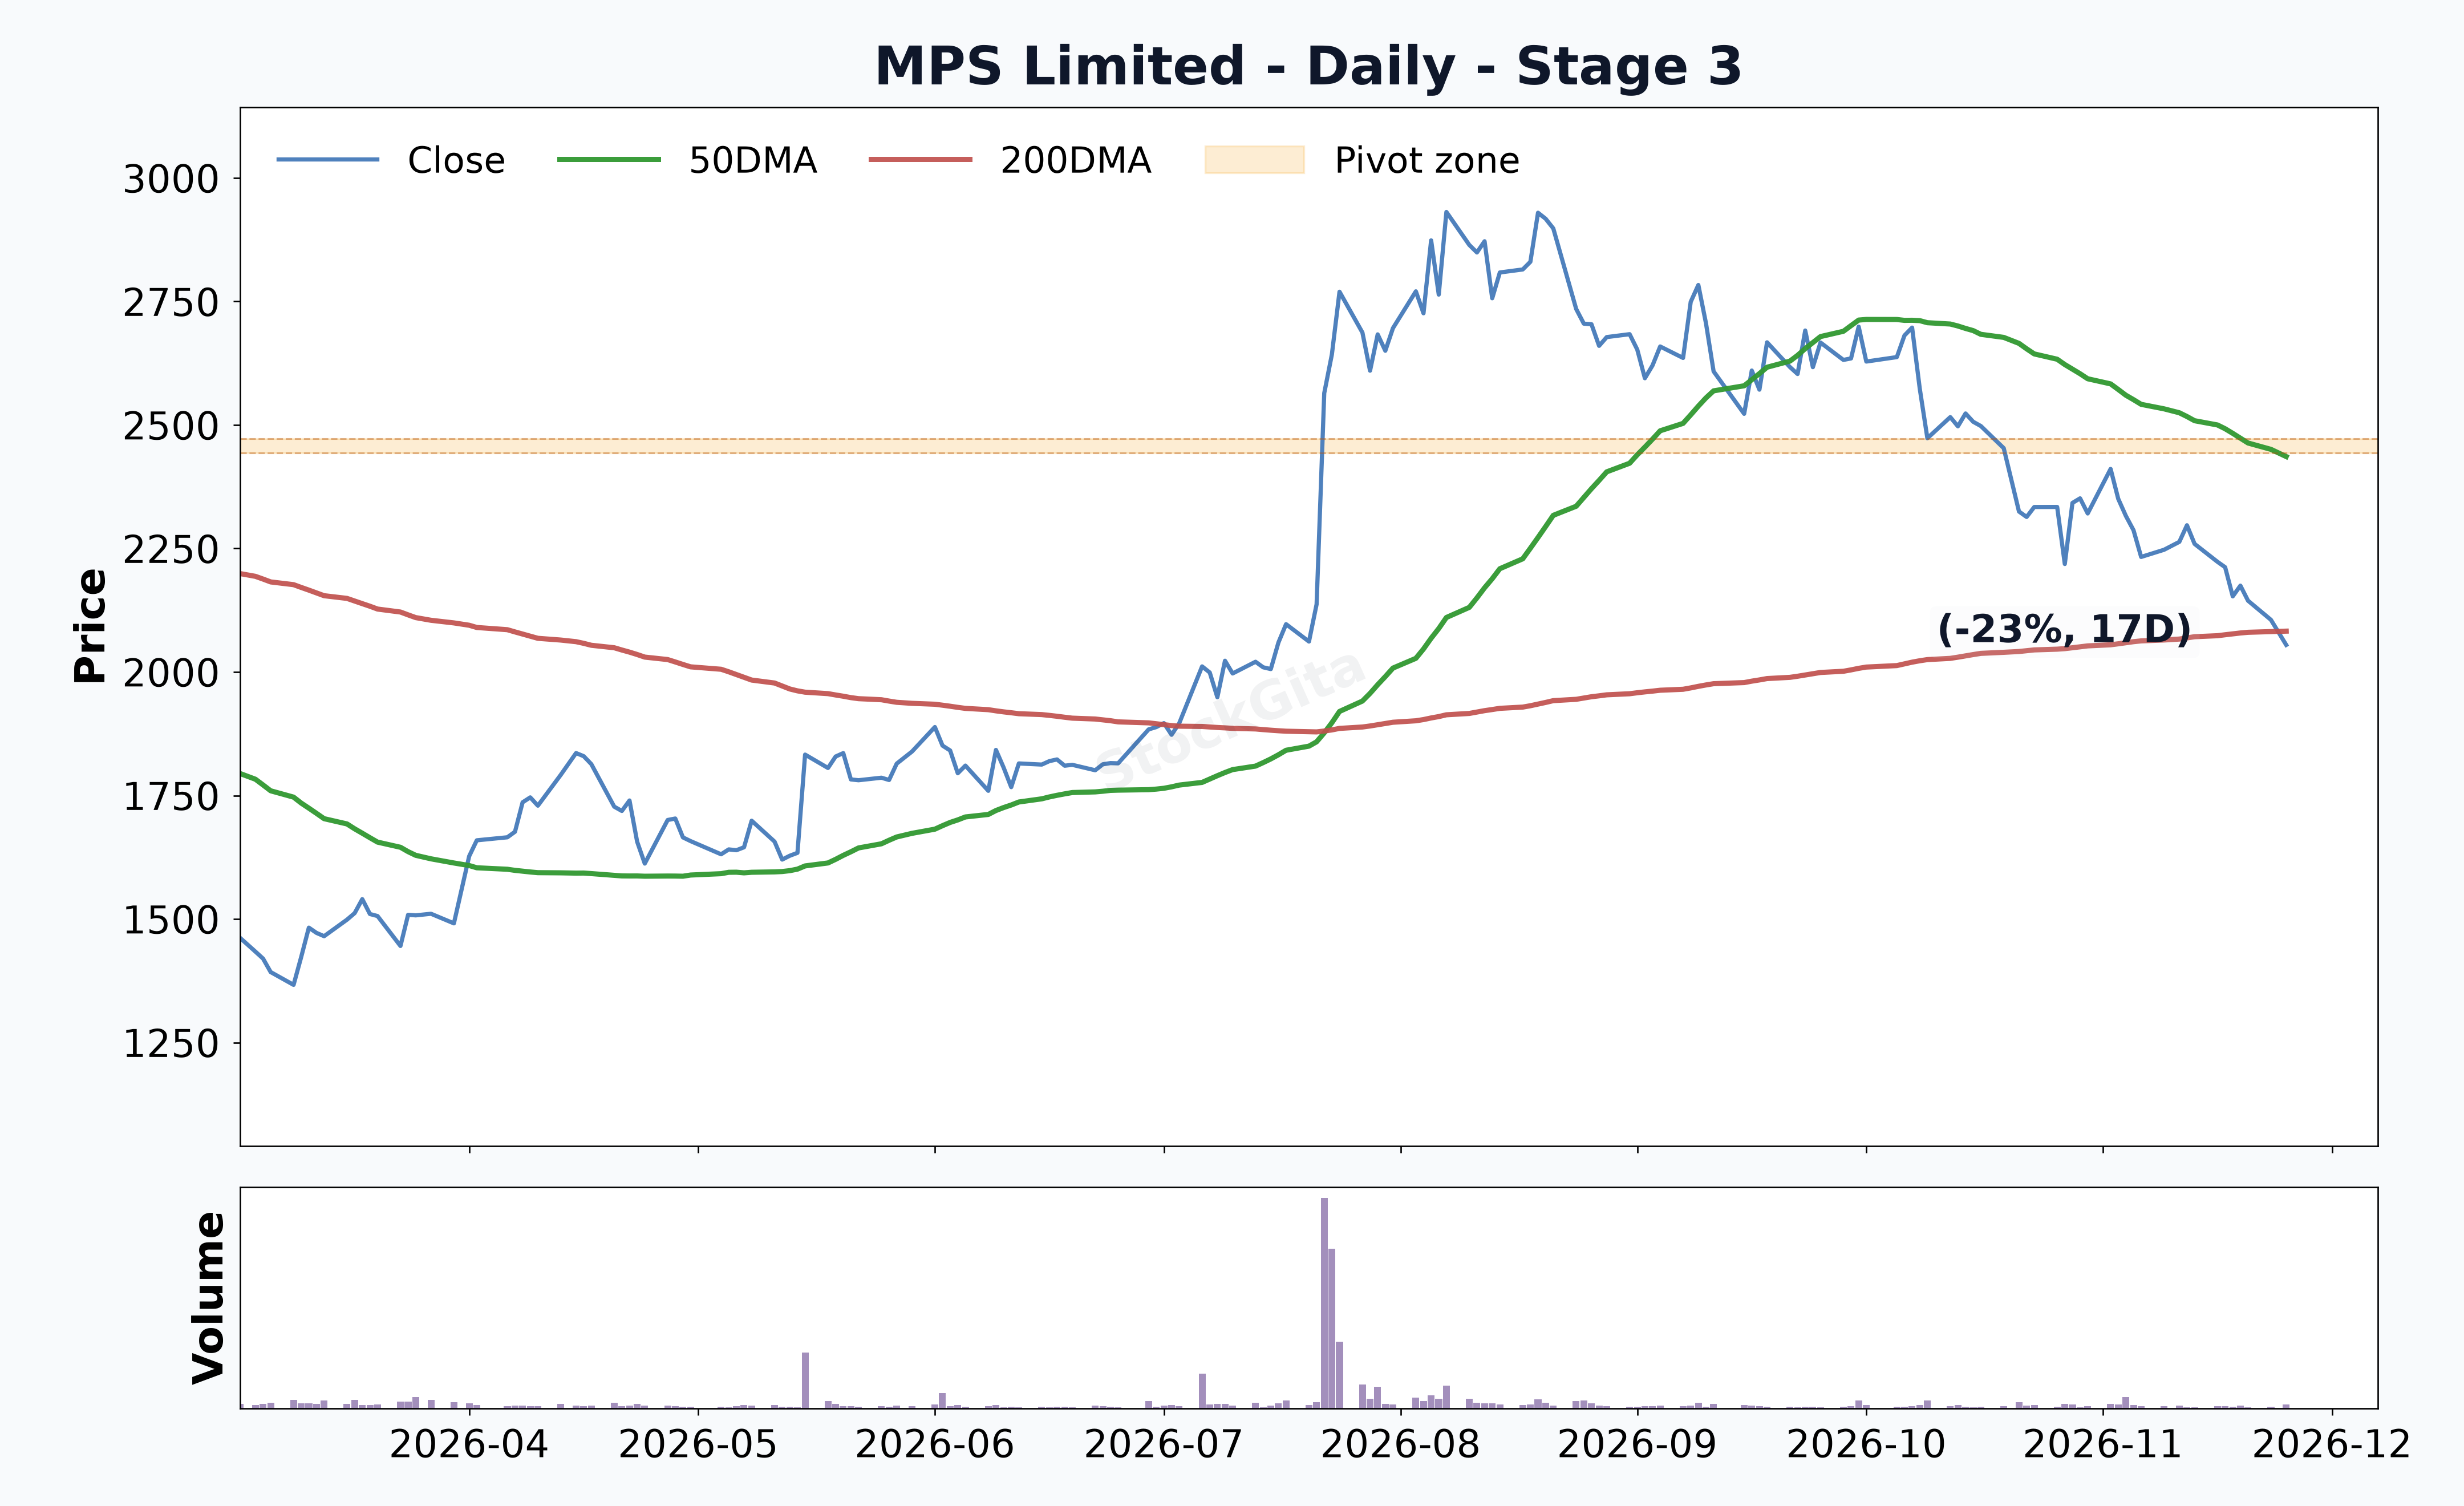 MPS Limited - Daily - Stage 3
Close 50DMA 200DMA Pivot zone
3000
2750
2500
2250
2000
1750
1500
1250
Price
(-23%, 17D)
StockGita
Volume
2026-04 2026-05 2026-06 2026-07 2026-08 2026-09 2026-10 2026-11 2026-12